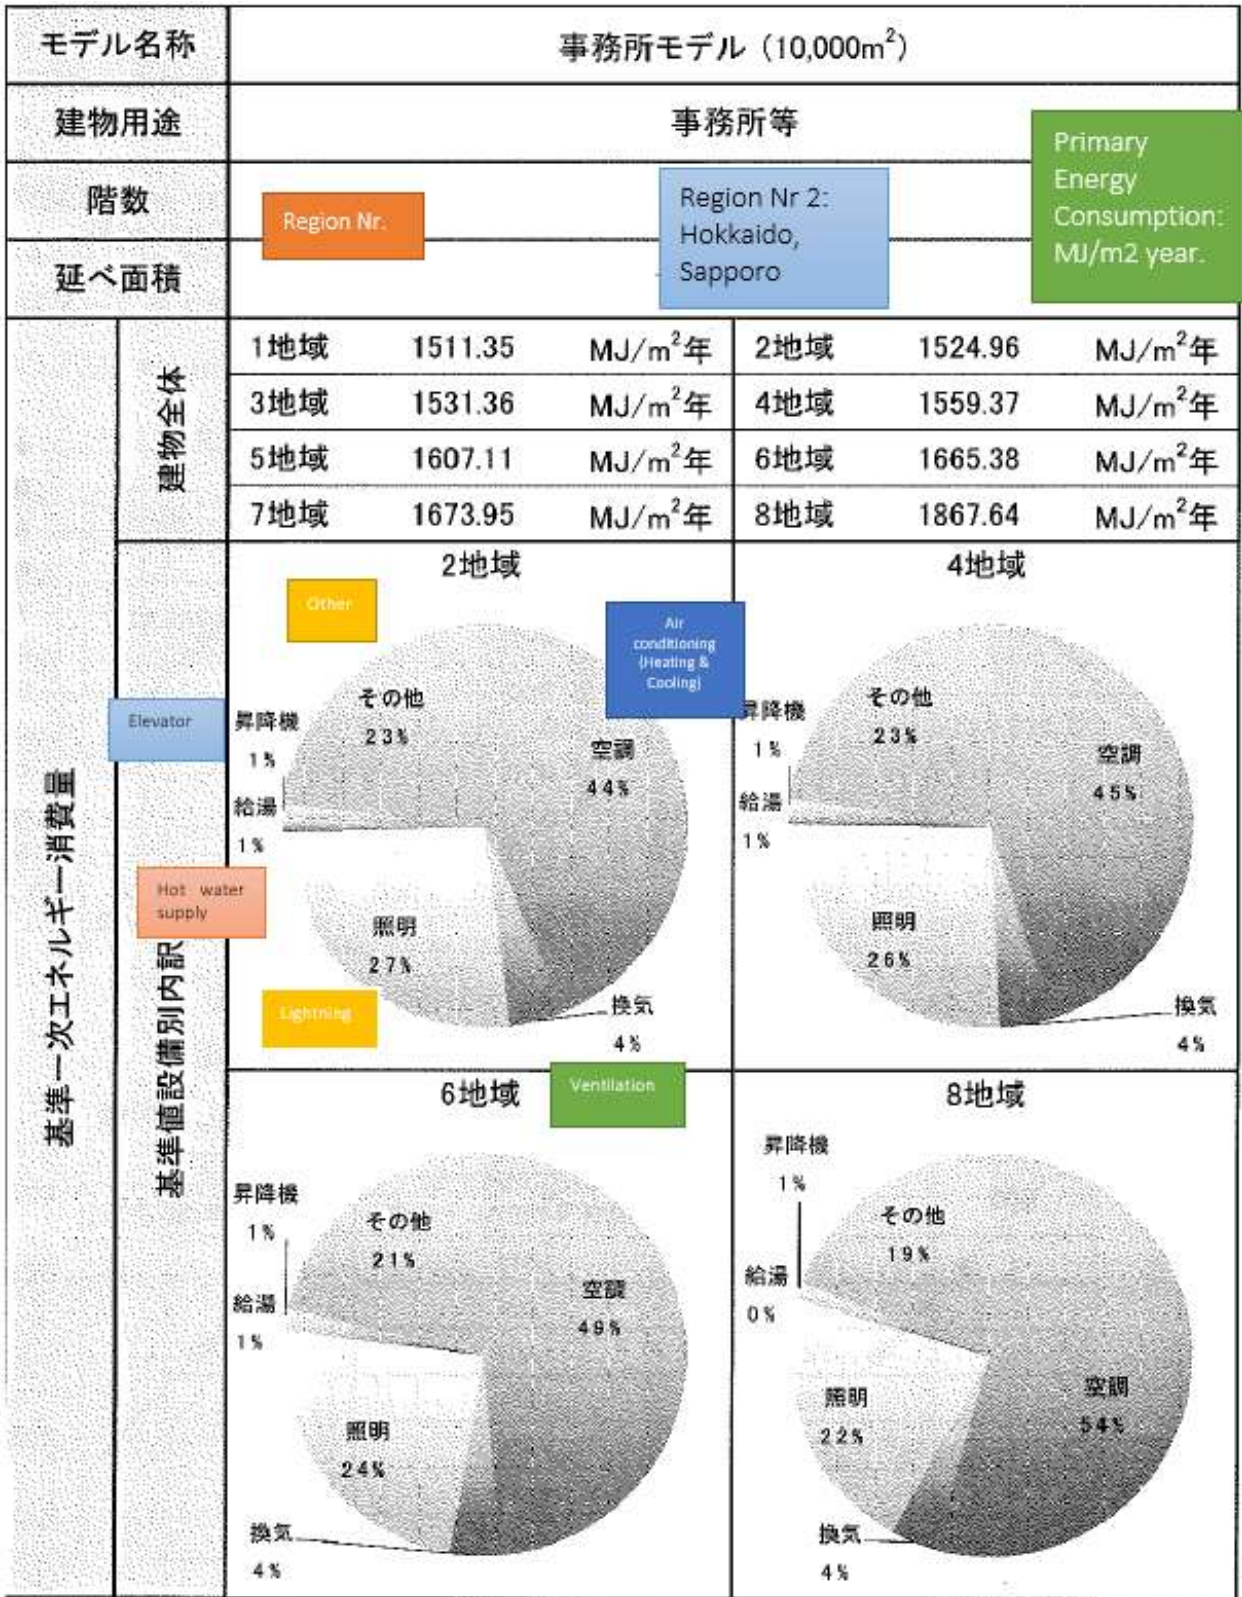 モデル名称
事務所モデル（10,000m²）
建物用途
事務所等
Primary
Energy
Consumption:
MJ/m2 year.
階数
Region Nr.
Region Nr 2:
Hokkaido,
Sapporo
延べ面積
基準一次エネルギー消費量
建物全体
1地域 1511.35 MJ/m²年 2地域 1524.96 MJ/m²年
3地域 1531.36 MJ/m²年 4地域 1559.37 MJ/m²年
5地域 1607.11 MJ/m²年 6地域 1665.38 MJ/m²年
7地域 1673.95 MJ/m²年 8地域 1867.64 MJ/m²年
基準値設備別内訳
2地域
Other
Air
conditioning
(Heating &
Cooling)
その他
23%
Elevator
昇降機
1%
空調
44%
給湯
1%
Hot water
supply
照明
27%
Lightning
換気
4%
4地域
その他
23%
昇降機
1%
空調
45%
給湯
1%
照明
26%
換気
4%
6地域
Ventilation
昇降機
1%
その他
21%
空調
49%
給湯
1%
照明
24%
換気
4%
8地域
昇降機
1%
その他
19%
給湯
0%
空調
54%
照明
22%
換気
4%